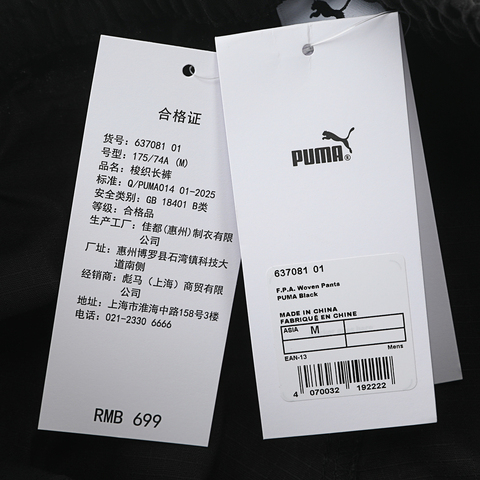 合格证
货号: 637081 01
号型: 175/74A (M)
品名: 梭织长裤
标准: Q/PUMA014 01-2025
安全类别: GB 18401 B类
等级: 合格品
生产工厂: 佳都(惠州)制衣有限
公司
厂址: 惠州博罗县石湾镇科技大
道南侧
经销商: 彪马（上海）商贸有限
公司
地址: 上海市淮海中路158号3楼
电话: 021-2330 6666
RMB 699
PUMA
PUMA®
637081 01
F.P.A. Woven Pants
PUMA Black
MADE IN CHINA
FABRIQUÉ EN CHINE
ASIA M
EAN-13 Mens
4 070032 192222